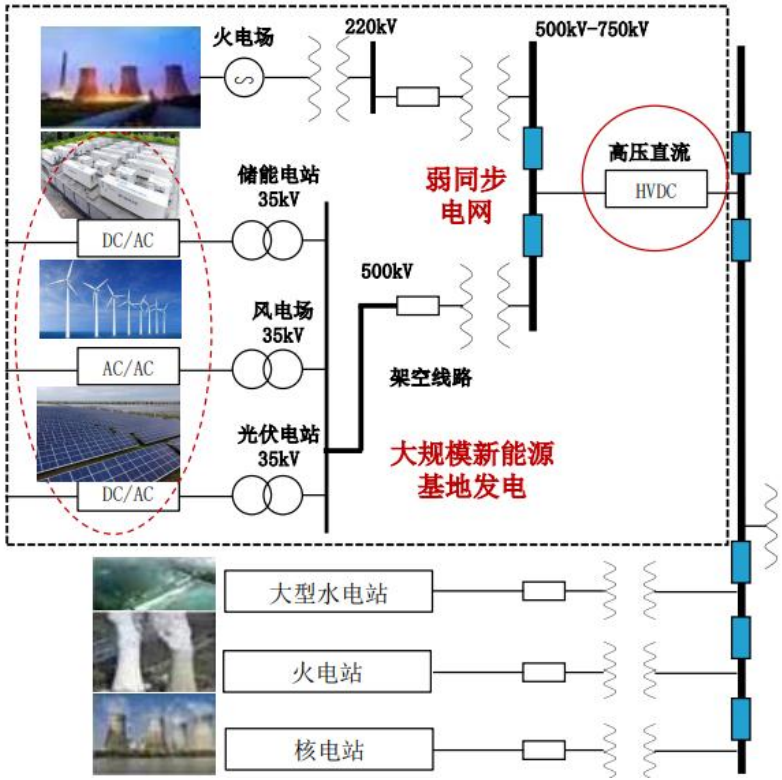 火电场
220kV
500kV-750kV
高压直流
HVDC
弱同步
电网
储能电站
35kV
DC/AC
500kV
风电场
35kV
AC/AC
架空线路
光伏电站
35kV
DC/AC
大规模新能源
基地发电
大型水电站
火电站
核电站